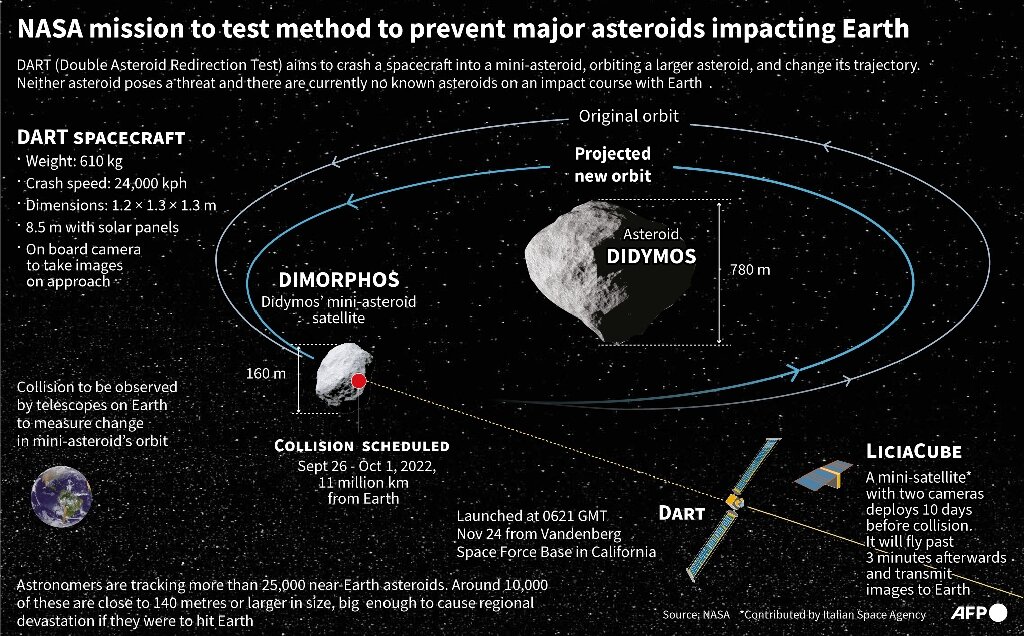 NASA mission to test method to prevent major asteroids impacting Earth
DART (Double Asteroid Redirection Test) aims to crash a spacecraft into a mini-asteroid, orbiting a larger asteroid, and change its trajectory.
Neither asteroid poses a threat and there are currently no known asteroids on an impact course with Earth .
DART SPACECRAFT
· Weight: 610 kg
· Crash speed: 24,000 kph
· Dimensions: 1.2 × 1.3 × 1.3 m
· 8.5 m with solar panels
· On board camera
to take images
on approach
Original orbit
Projected
new orbit
Asteroid
DIDYMOS
780 m
DIMORPHOS
Didymos' mini-asteroid
satellite
160 m
Collision to be observed
by telescopes on Earth
to measure change
in mini-asteroid's orbit
COLLISION SCHEDULED
Sept 26 - Oct 1, 2022,
11 million km
from Earth
Launched at 0621 GMT
Nov 24 from Vandenberg
Space Force Base in California
DART
LICIACUBE
A mini-satellite*
with two cameras
deploys 10 days
before collision.
It will fly past
3 minutes afterwards
and transmit
images to Earth
Astronomers are tracking more than 25,000 near-Earth asteroids. Around 10,000
of these are close to 140 metres or larger in size, big enough to cause regional
devastation if they were to hit Earth
Source: NASA *Contributed by Italian Space Agency
AFP